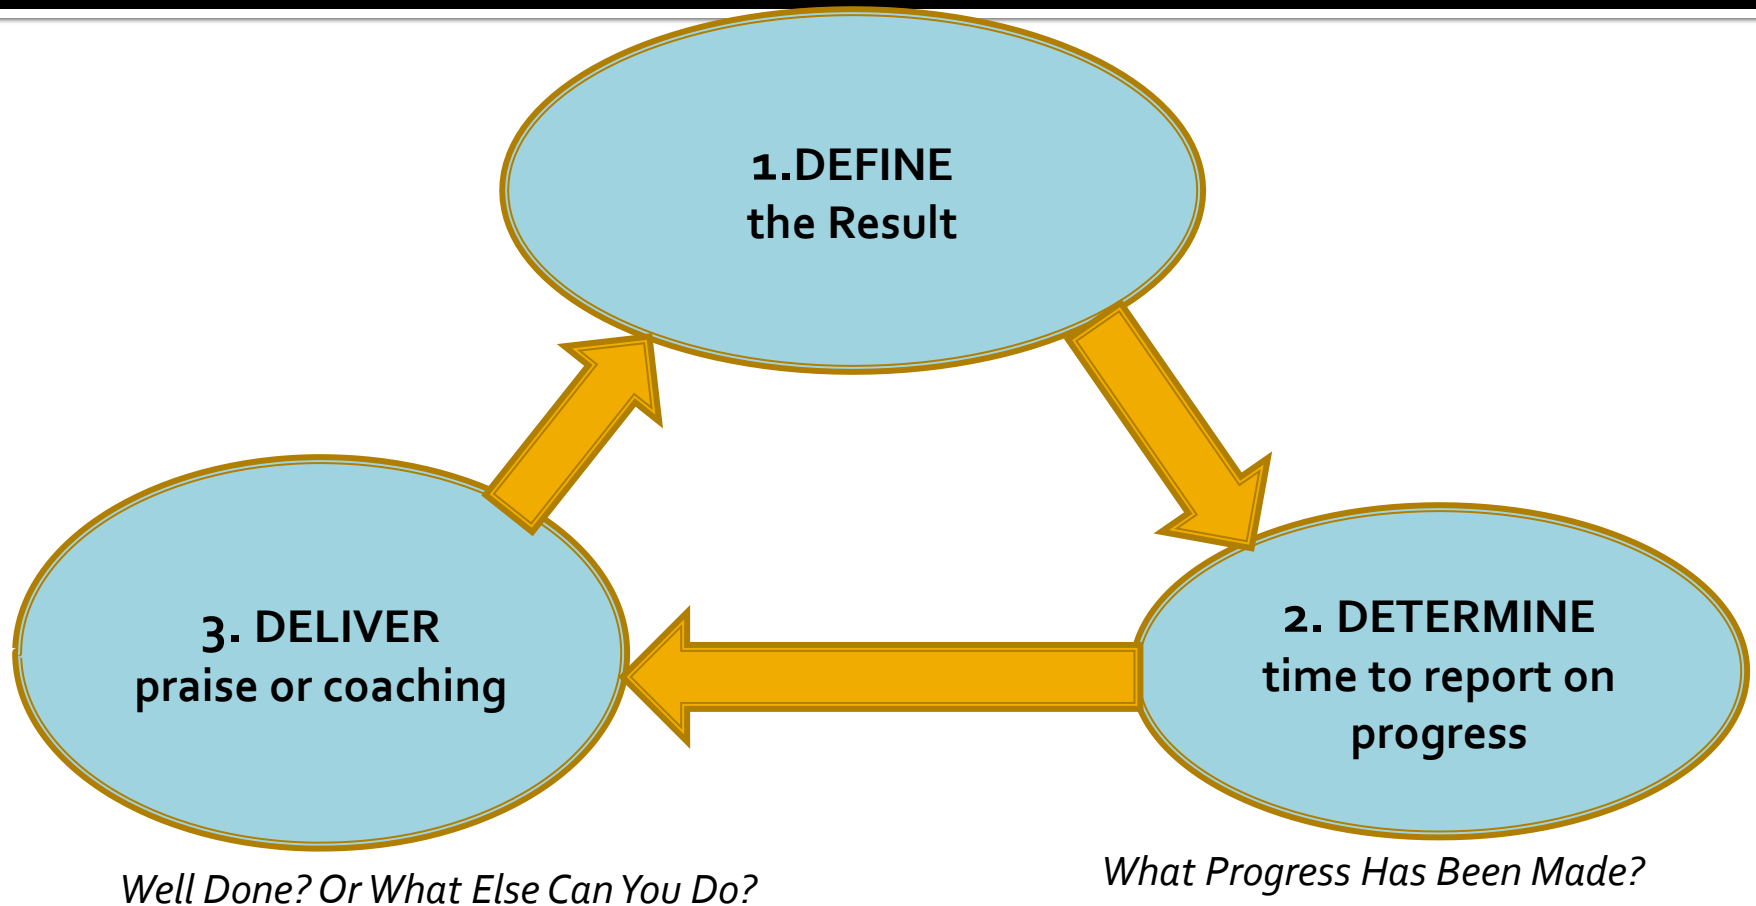 1.DEFINE
the Result
2. DETERMINE
time to report on
progress
3. DELIVER
praise or coaching
What Progress Has Been Made?
Well Done? Or What Else Can You Do?